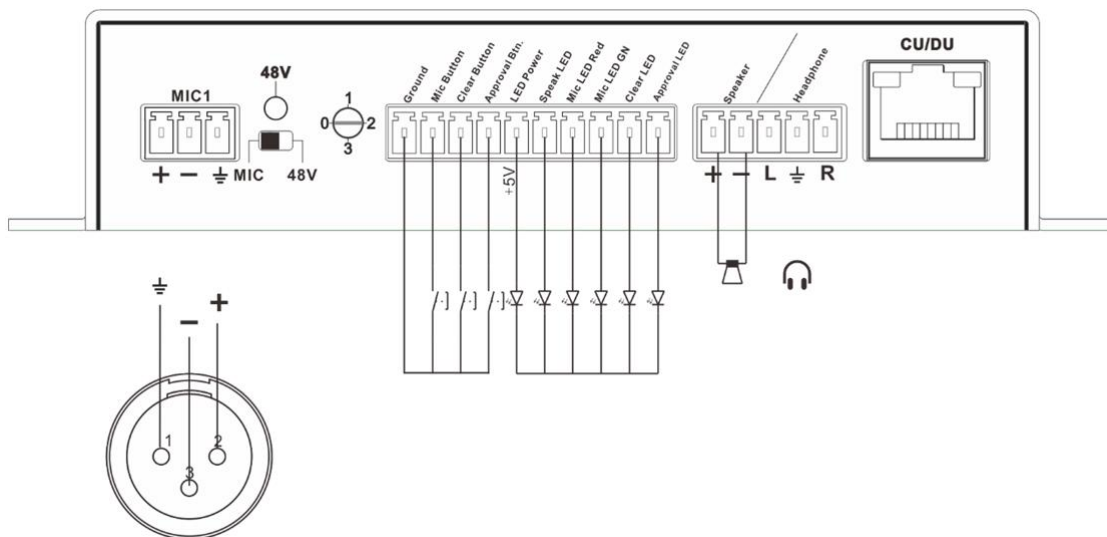 CU/DU
48V
MIC1
Ground
Mic Button
Clear Button
Approval Btn.
LED Power
Speak LED
Mic LED Red
Mic LED GN
Clear LED
Approval LED
Speaker
Headphone
1
0 2
3
+ − ⏚
MIC 48V
+5V
+ − L ⏚ R
⏚
− +
1 2
3